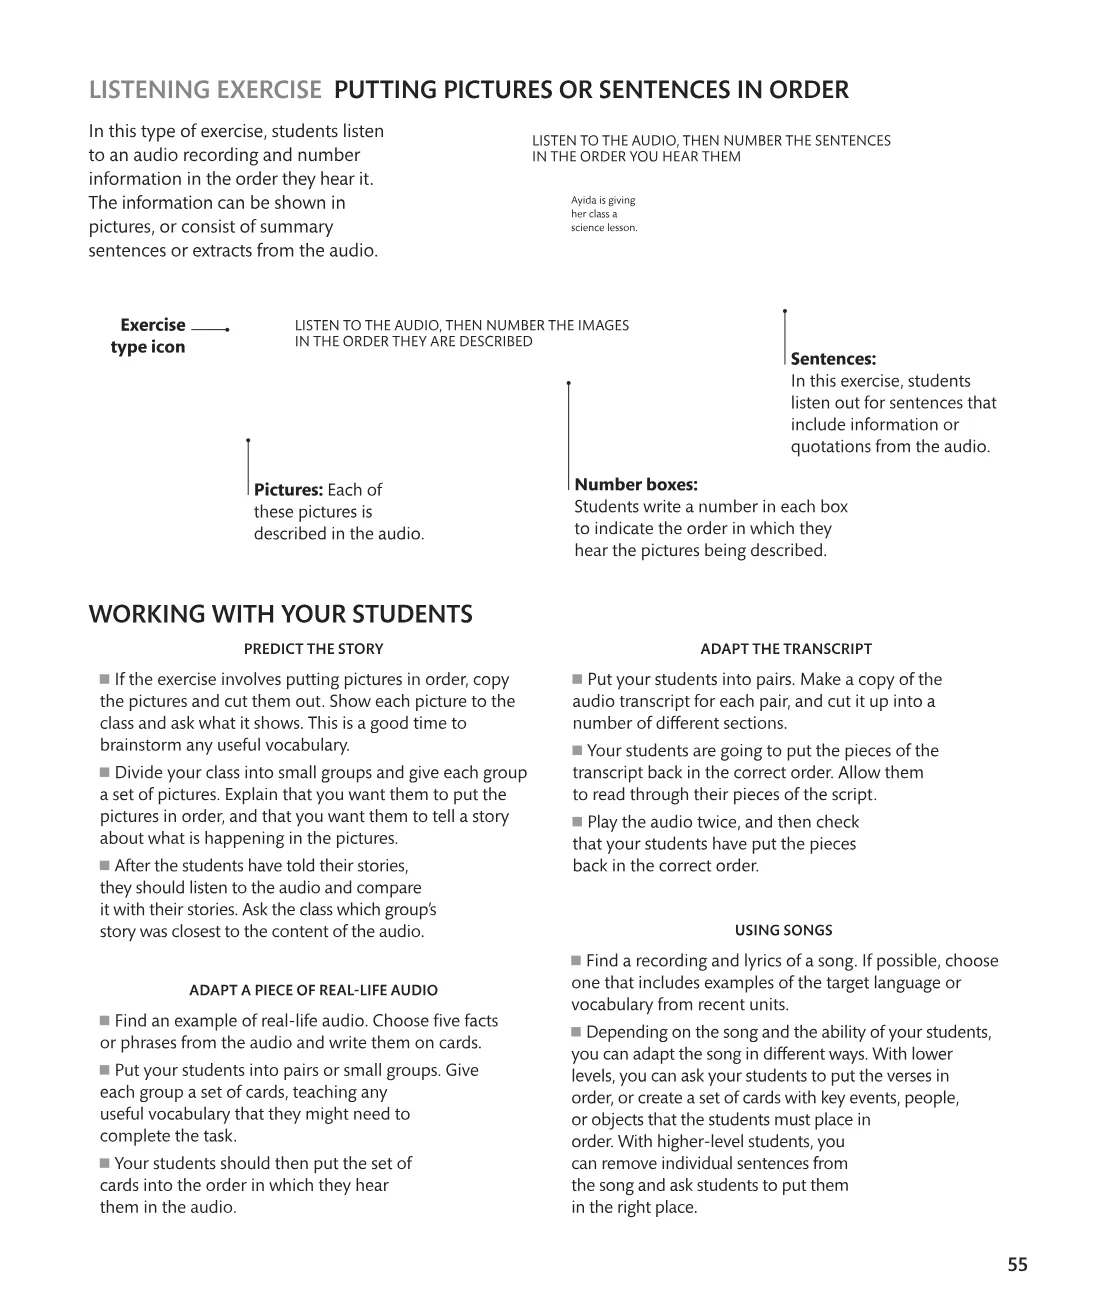 LISTENING EXERCISE PUTTING PICTURES OR SENTENCES IN ORDER
In this type of exercise, students listen
to an audio recording and number
information in the order they hear it.
The information can be shown in
pictures, or consist of summary
sentences or extracts from the audio.
LISTEN TO THE AUDIO, THEN NUMBER THE SENTENCES
IN THE ORDER YOU HEAR THEM
Ayida is giving
her class a
science lesson.
Exercise
type icon
LISTEN TO THE AUDIO, THEN NUMBER THE IMAGES
IN THE ORDER THEY ARE DESCRIBED
Sentences:
In this exercise, students
listen out for sentences that
include information or
quotations from the audio.
Pictures: Each of
these pictures is
described in the audio.
Number boxes:
Students write a number in each box
to indicate the order in which they
hear the pictures being described.
WORKING WITH YOUR STUDENTS
PREDICT THE STORY
If the exercise involves putting pictures in order, copy
the pictures and cut them out. Show each picture to the
class and ask what it shows. This is a good time to
brainstorm any useful vocabulary.
Divide your class into small groups and give each group
a set of pictures. Explain that you want them to put the
pictures in order, and that you want them to tell a story
about what is happening in the pictures.
After the students have told their stories,
they should listen to the audio and compare
it with their stories. Ask the class which group's
story was closest to the content of the audio.
ADAPT A PIECE OF REAL-LIFE AUDIO
Find an example of real-life audio. Choose five facts
or phrases from the audio and write them on cards.
Put your students into pairs or small groups. Give
each group a set of cards, teaching any
useful vocabulary that they might need to
complete the task.
Your students should then put the set of
cards into the order in which they hear
them in the audio.
ADAPT THE TRANSCRIPT
Put your students into pairs. Make a copy of the
audio transcript for each pair, and cut it up into a
number of different sections.
Your students are going to put the pieces of the
transcript back in the correct order. Allow them
to read through their pieces of the script.
Play the audio twice, and then check
that your students have put the pieces
back in the correct order.
USING SONGS
Find a recording and lyrics of a song. If possible, choose
one that includes examples of the target language or
vocabulary from recent units.
Depending on the song and the ability of your students,
you can adapt the song in different ways. With lower
levels, you can ask your students to put the verses in
order, or create a set of cards with key events, people,
or objects that the students must place in
order. With higher-level students, you
can remove individual sentences from
the song and ask students to put them
in the right place.
55